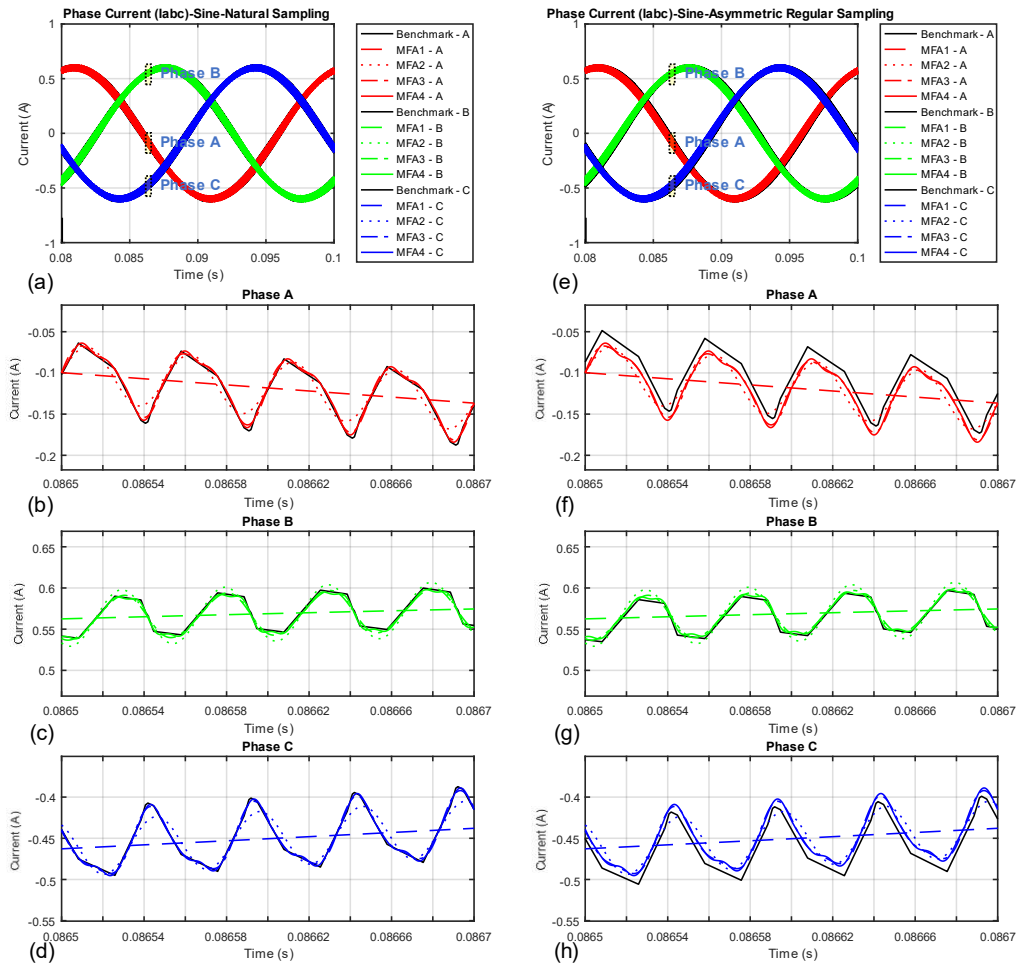 Phase Current (Iabc)-Sine-Natural Sampling
Current (A)
1
0.5
0
-0.5
-1
Phase B
Phase A
Phase C
0.08
0.085
0.09
0.095
0.1
Time (s)
(a)
Benchmark - A
MFA1 - A
MFA2 - A
MFA3 - A
MFA4 - A
Benchmark - B
MFA1 - B
MFA2 - B
MFA3 - B
MFA4 - B
Benchmark - C
MFA1 - C
MFA2 - C
MFA3 - C
MFA4 - C
Phase Current (Iabc)-Sine-Asymmetric Regular Sampling
Current (A)
1
0.5
0
-0.5
-1
Phase B
Phase A
Phase C
0.08
0.085
0.09
0.095
0.1
Time (s)
(e)
Benchmark - A
MFA1 - A
MFA2 - A
MFA3 - A
MFA4 - A
Benchmark - B
MFA1 - B
MFA2 - B
MFA3 - B
MFA4 - B
Benchmark - C
MFA1 - C
MFA2 - C
MFA3 - C
MFA4 - C
Phase A
Current (A)
-0.05
-0.1
-0.15
-0.2
0.0865
0.08654
0.08658
0.08662
0.08666
0.0867
Time (s)
(b)
Phase A
Current (A)
-0.05
-0.1
-0.15
-0.2
0.0865
0.08654
0.08658
0.08662
0.08666
0.0867
Time (s)
(f)
Phase B
Current (A)
0.65
0.6
0.55
0.5
0.0865
0.08654
0.08658
0.08662
0.08666
0.0867
Time (s)
(c)
Phase B
Current (A)
0.65
0.6
0.55
0.5
0.0865
0.08654
0.08658
0.08662
0.08666
0.0867
Time (s)
(g)
Phase C
Current (A)
-0.4
-0.45
-0.5
-0.55
0.0865
0.08654
0.08658
0.08662
0.08666
0.0867
Time (s)
(d)
Phase C
Current (A)
-0.35
-0.4
-0.45
-0.5
-0.55
0.0865
0.08654
0.08658
0.08662
0.08666
0.0867
Time (s)
(h)